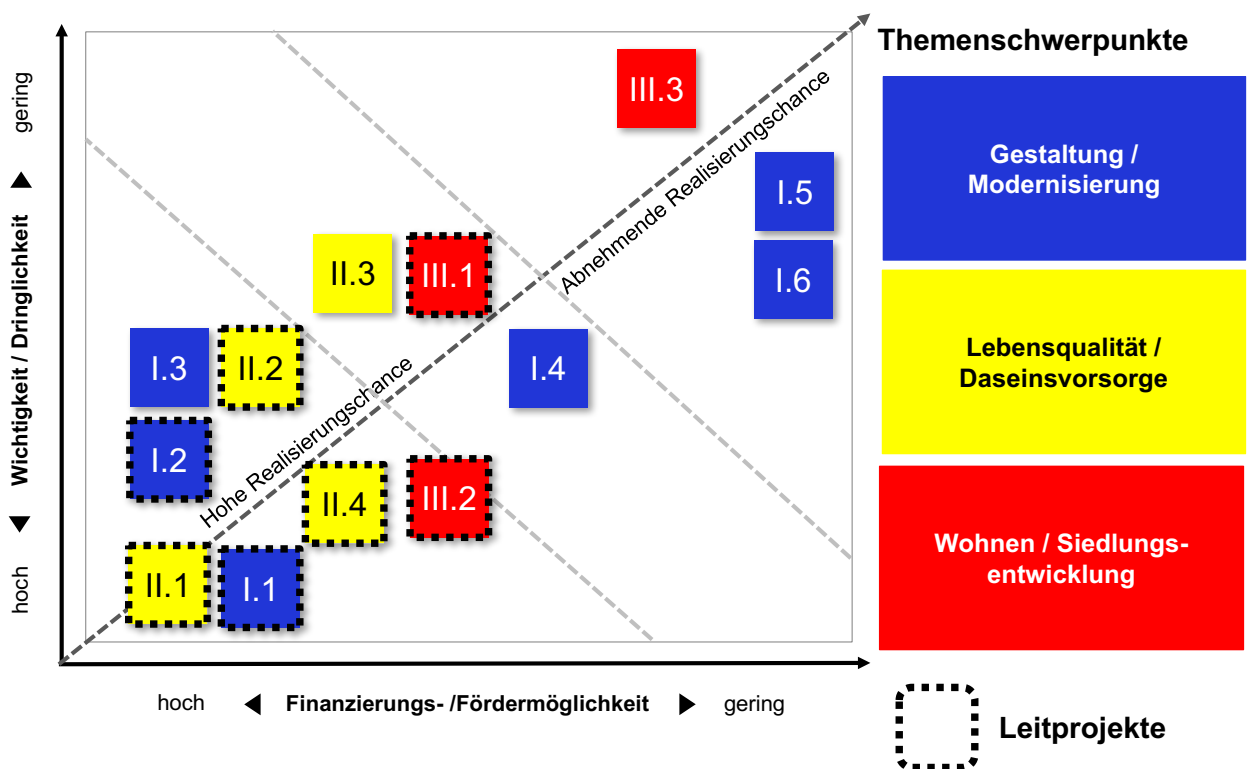 Themenschwerpunkte
gering
Wichtigkeit / Dringlichkeit
hoch
III.3
I.5
I.6
II.3
III.1
I.3
II.2
I.4
I.2
II.4
III.2
II.1
I.1
Abnehmende Realisierungschance
Hohe Realisierungschance
Gestaltung /
Modernisierung
Lebensqualität /
Daseinsvorsorge
Wohnen / Siedlungs-
entwicklung
hoch
Finanzierungs- /Fördermöglichkeit
gering
Leitprojekte